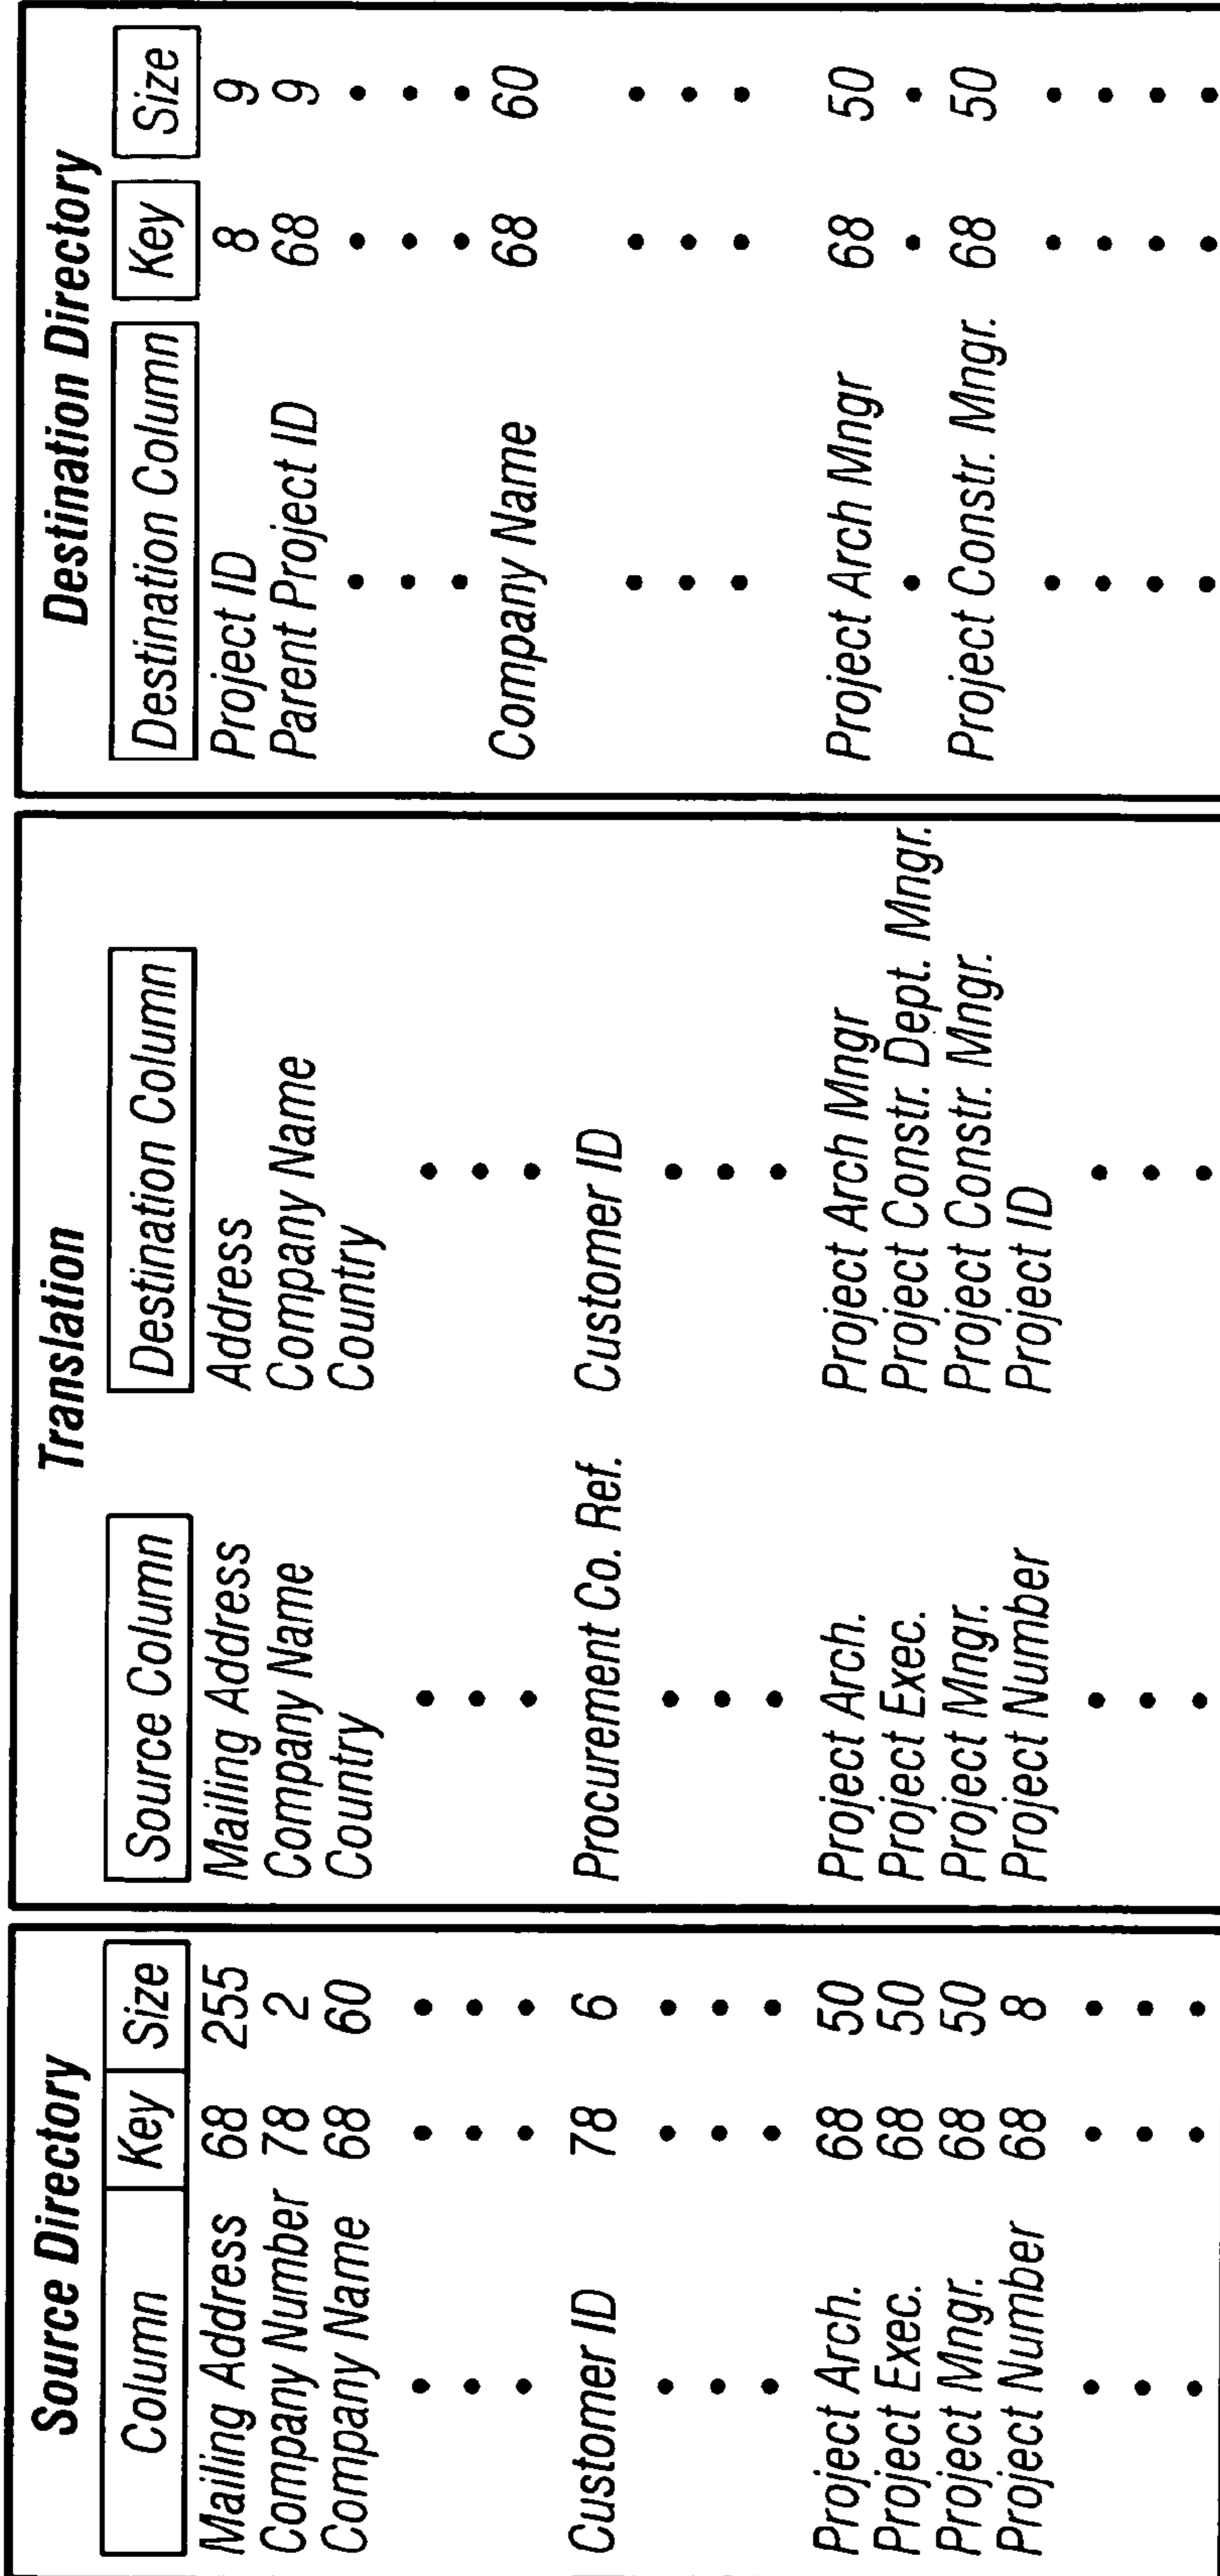 Source Directory
Column Key Size
Mailing Address 68 255
Company Number 78 2
Company Name 68 60
Customer ID 78 6
Project Arch. 68 50
Project Exec. 68 50
Project Mngr. 68 50
Project Number 68 8
Translation
Source Column Destination Column
Mailing Address Address
Company Name Company Name
Country Country
Procurement Co. Ref. Customer ID
Project Arch. Project Arch Mngr
Project Exec. Project Constr. Dept. Mngr.
Project Mngr. Project Constr. Mngr.
Project Number Project ID
Destination Directory
Destination Column Key Size
Project ID 8 9
Parent Project ID 68 9
Company Name 68 60
Project Arch Mngr 68 50
Project Constr. Mngr. 68 50